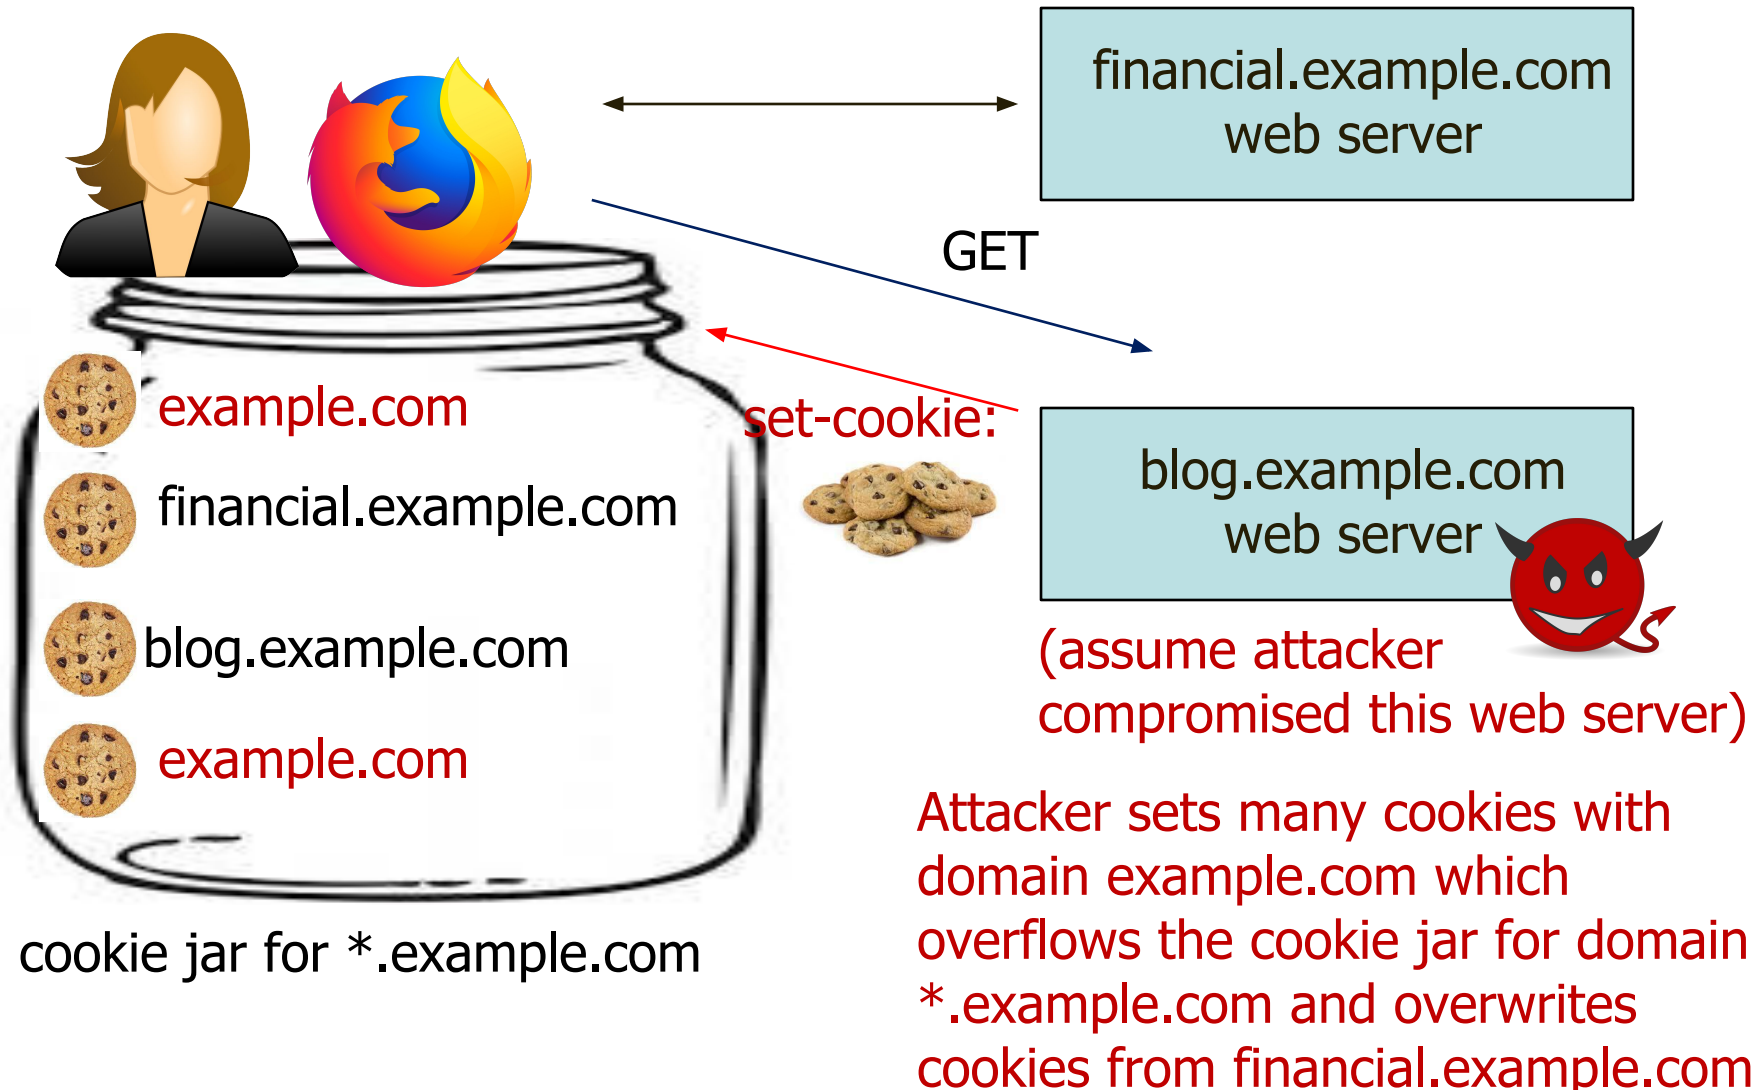 financial.example.com
web server
GET
example.com
set-cookie:
financial.example.com
blog.example.com
web server
blog.example.com
(assume attacker
compromised this web server)
example.com
Attacker sets many cookies with
domain example.com which
overflows the cookie jar for domain
*.example.com and overwrites
cookies from financial.example.com
cookie jar for *.example.com